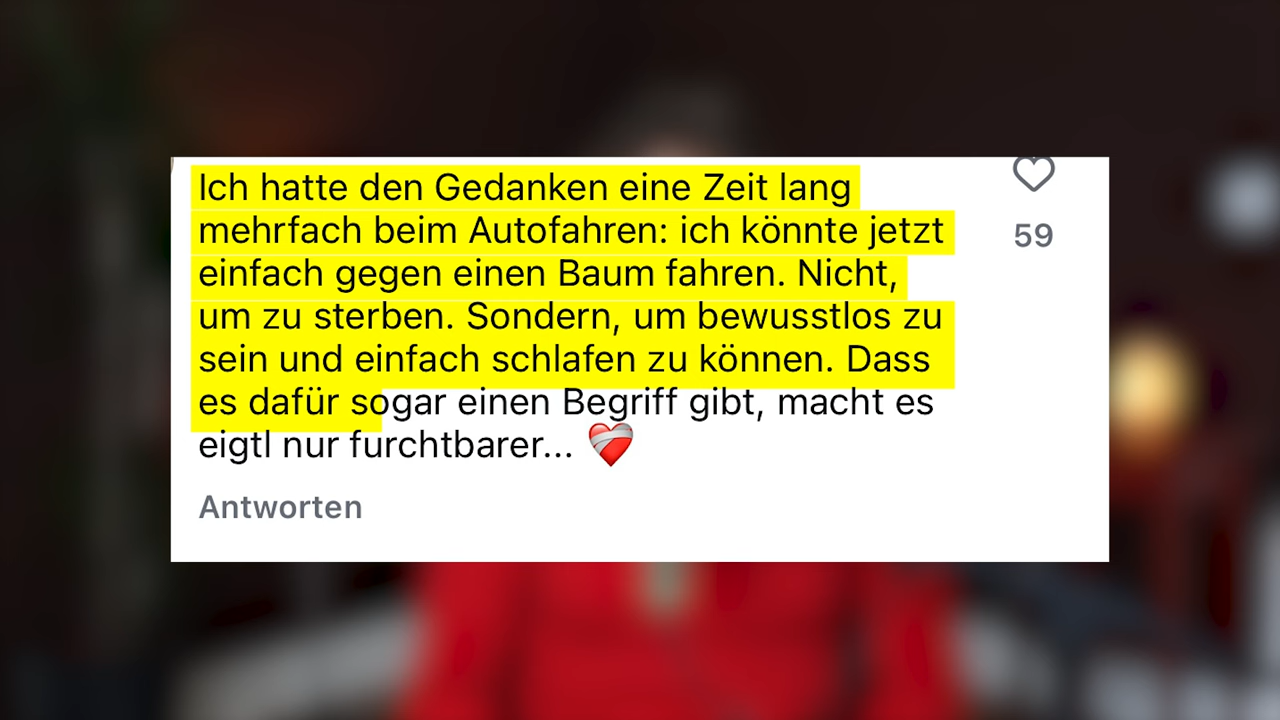 Ich hatte den Gedanken eine Zeit lang
mehrfach beim Autofahren: ich könnte jetzt
einfach gegen einen Baum fahren. Nicht,
um zu sterben. Sondern, um bewusstlos zu
sein und einfach schlafen zu können. Dass
es dafür sogar einen Begriff gibt, macht es
eigtl nur furchtbarer... ❤️‍🩹
Antworten
59